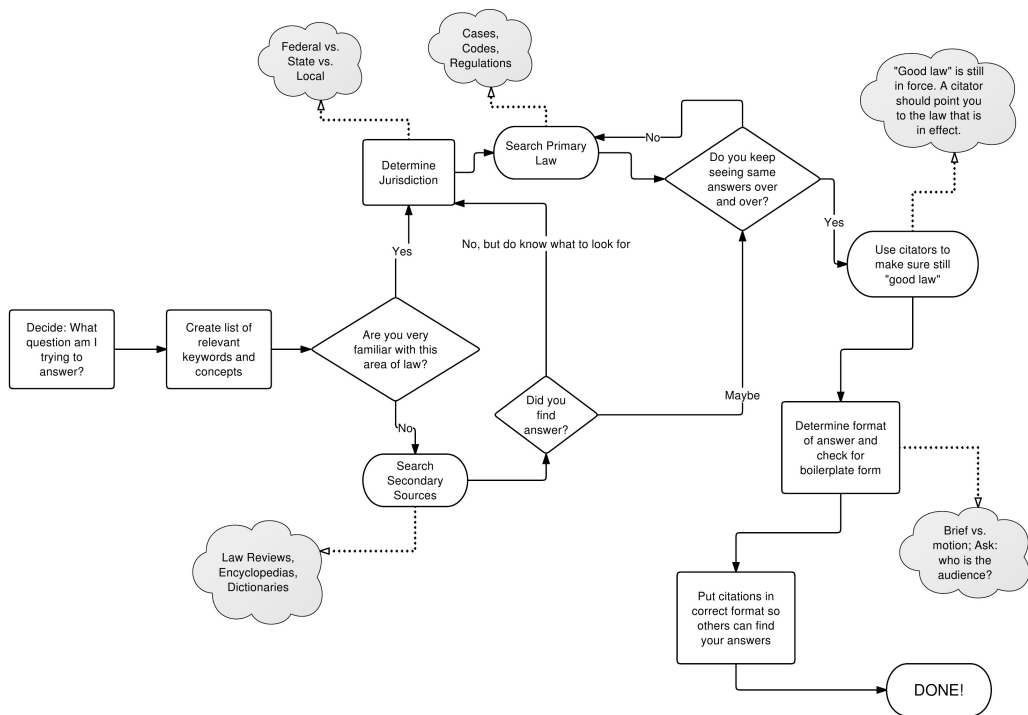 Federal vs.
State vs.
Local
Cases,
Codes,
Regulations
"Good law" is still
in force. A citator
should point you
to the law that is
in effect.
Determine
Jurisdiction
Search Primary
Law
No
Do you keep
seeing same
answers over
and over?
Yes
Use citators to
make sure still
"good law"
No, but do know what to look for
Yes
Decide: What
question am I
trying to
answer?
Create list of
relevant
keywords and
concepts
Are you very
familiar with this
area of law?
No
Did you
find
answer?
Maybe
Search
Secondary
Sources
Law Reviews,
Encyclopedias,
Dictionaries
Determine format
of answer and
check for
boilerplate form
Brief vs.
motion; Ask:
who is the
audience?
Put citations in
correct format so
others can find
your answers
DONE!